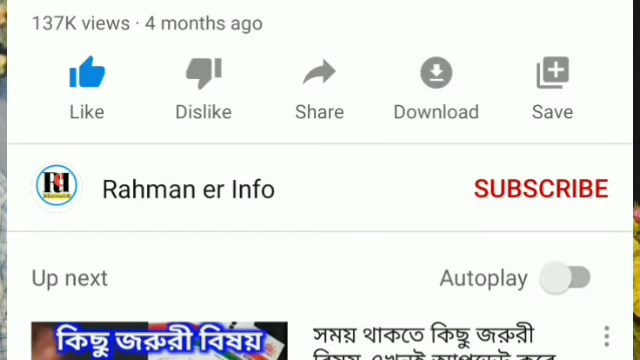 137K views · 4 months ago
Like Dislike Share Download Save
Rahman er Info SUBSCRIBE
Up next Autoplay
কিছু জরুরী বিষয় সময় থাকতে কিছু জরুরী